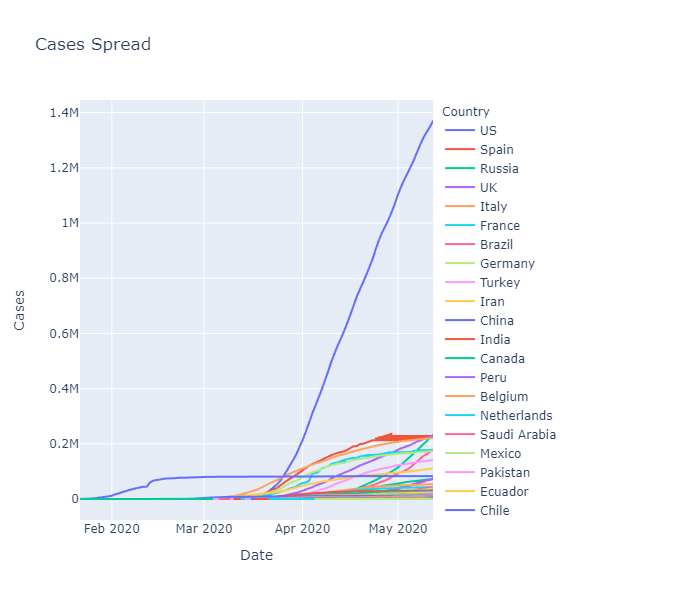 Cases Spread
Country
US
Spain
Russia
UK
Italy
France
Brazil
Germany
Turkey
Iran
China
India
Canada
Peru
Belgium
Netherlands
Saudi Arabia
Mexico
Pakistan
Ecuador
Chile
1.4M
1.2M
1M
0.8M
0.6M
0.4M
0.2M
0
Cases
Feb 2020 Mar 2020 Apr 2020 May 2020
Date